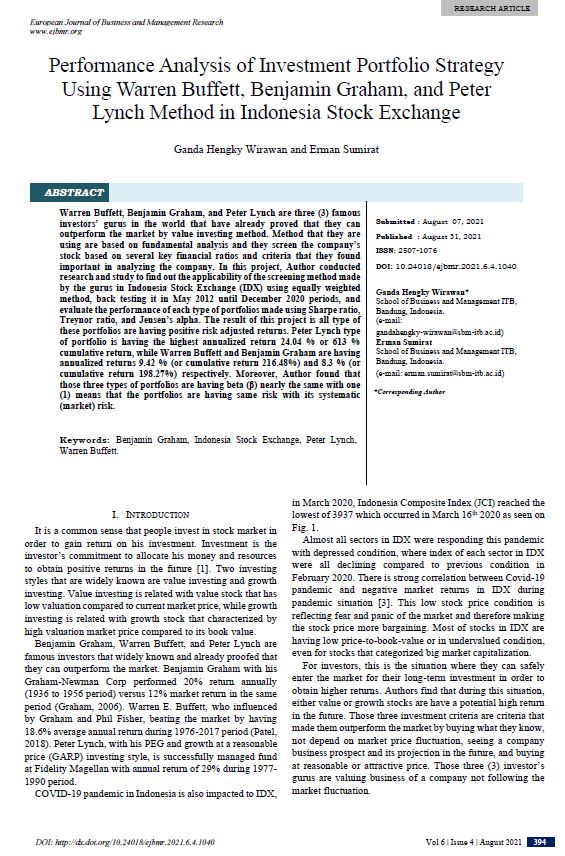 RESEARCH ARTICLE
European Journal of Business and Management Research
www.ejbmr.org
Performance Analysis of Investment Portfolio Strategy
Using Warren Buffett, Benjamin Graham, and Peter
Lynch Method in Indonesia Stock Exchange
Ganda Hengky Wirawan and Erman Sumirat
ABSTRACT
Warren Buffett, Benjamin Graham, and Peter Lynch are three (3) famous
investors' gurus in the world that have already proved that they can
outperform the market by value investing method. Method that they are
using are based on fundamental analysis and they screen the company's
stock based on several key financial ratios and criteria that they found
important in analyzing the company. In this project, Author conducted
research and study to find out the applicability of the screening method made
by the gurus in Indonesia Stock Exchange (IDX) using equally weighted
method, back testing it in May 2012 until December 2020 periods, and
evaluate the performance of each type of portfolios made using Sharpe ratio,
Treynor ratio, and Jensen's alpha. The result of this project is all type of
these portfolios are having positive risk adjusted returns. Peter Lynch type
of portfolio is having the highest annualized return 24.04 % or 613 %
cumulative return, while Warren Buffett and Benjamin Graham are having
annualized returns 9.42 % (or cumulative return 216.48%) and 8.3 % (or
cumulative return 198.27%) respectively. Moreover, Author found that
those three types of portfolios are having beta (β) nearly the same with one
(1) means that the portfolios are having same risk with its systematic
(market) risk.
Keywords: Benjamin Graham, Indonesia Stock Exchange, Peter Lynch,
Warren Buffett.
Submitted : August 07, 2021
Published : August 31, 2021
ISSN: 2507-1076
DOI: 10.24018/ejbmr.2021.6.4.1040
Ganda Hengky Wirawan*
School of Business and Management ITB,
Bandung, Indonesia.
(e-mail:
gandahengky-wirawan@sbm-itb.ac.id)
Erman Sumirat
School of Business and Management ITB,
Bandung, Indonesia.
(e-mail: erman.sumirat@sbm-itb.ac.id)
*Corresponding Author
I. INTRODUCTION
It is a common sense that people invest in stock market in
order to gain return on his investment. Investment is the
investor's commitment to allocate his money and resources
to obtain positive returns in the future [1]. Two investing
styles that are widely known are value investing and growth
investing. Value investing is related with value stock that has
low valuation compared to current market price, while growth
investing is related with growth stock that characterized by
high valuation market price compared to its book value.
Benjamin Graham, Warren Buffett, and Peter Lynch are
famous investors that widely known and already proofed that
they can outperform the market. Benjamin Graham with his
Graham-Newman Corp performed 20% return annually
(1936 to 1956 period) versus 12% market return in the same
period (Graham, 2006). Warren E. Buffett, who influenced
by Graham and Phil Fisher, beating the market by having
18.6% average annual return during 1976-2017 period (Patel,
2018). Peter Lynch, with his PEG and growth at a reasonable
price (GARP) investing style, is successfully managed fund
at Fidelity Magellan with annual return of 29% during 1977-
1990 period.
COVID-19 pandemic in Indonesia is also impacted to IDX,
in March 2020, Indonesia Composite Index (JCI) reached the
lowest of 3937 which occurred in March 16th 2020 as seen on
Fig. 1.
Almost all sectors in IDX were responding this pandemic
with depressed condition, where index of each sector in IDX
were all declining compared to previous condition in
February 2020. There is strong correlation between Covid-19
pandemic and negative market returns in IDX during
pandemic situation [3]. This low stock price condition is
reflecting fear and panic of the market and therefore making
the stock price more bargaining. Most of stocks in IDX are
having low price-to-book-value or in undervalued condition,
even for stocks that categorized big market capitalization.
For investors, this is the situation where they can safely
enter the market for their long-term investment in order to
obtain higher returns. Authors find that during this situation,
either value or growth stocks are have a potential high return
in the future. Those three investment criteria are criteria that
made them outperform the market by buying what they know,
not depend on market price fluctuation, seeing a company
business prospect and its projection in the future, and buying
at reasonable or attractive price. Those three (3) investor's
gurus are valuing business of a company not following the
market fluctuation.
DOI: http://dx.doi.org/10.24018/ejbmr.2021.6.4.1040
Vol 6 | Issue 4 | August 2021
394